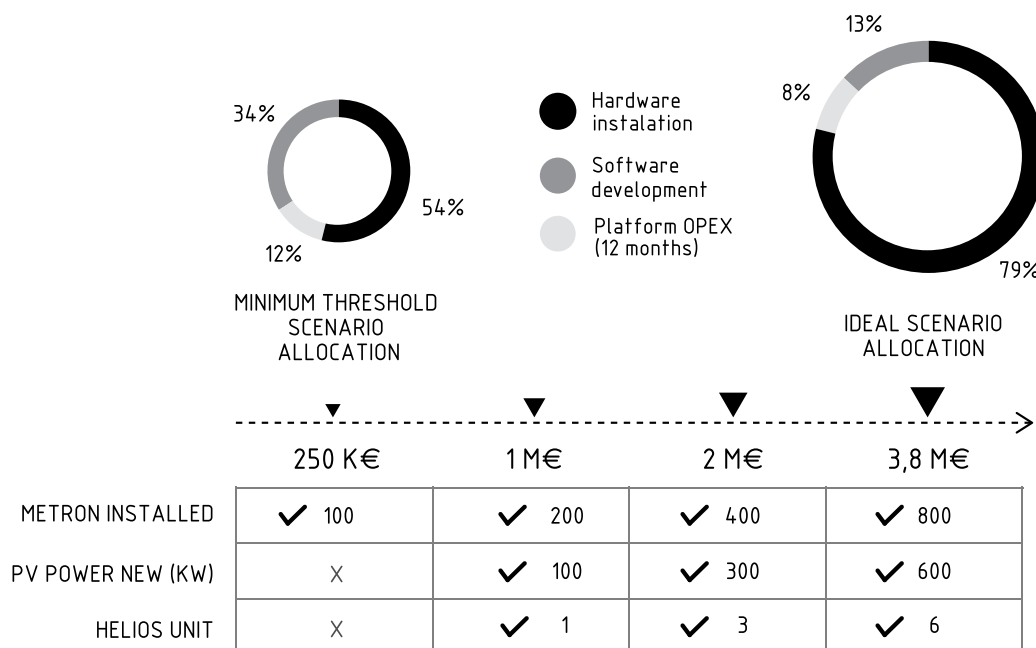 13%
8%
34%
Hardware
instalation
Software
development
54%
Platform OPEX
(12 months)
12%
79%
MINIMUM THRESHOLD
SCENARIO
ALLOCATION
IDEAL SCENARIO
ALLOCATION
250 K€ 1 M€ 2 M€ 3,8 M€
METRON INSTALLED ✓ 100 ✓ 200 ✓ 400 ✓ 800
PV POWER NEW (KW) X ✓ 100 ✓ 300 ✓ 600
HELIOS UNIT X ✓ 1 ✓ 3 ✓ 6